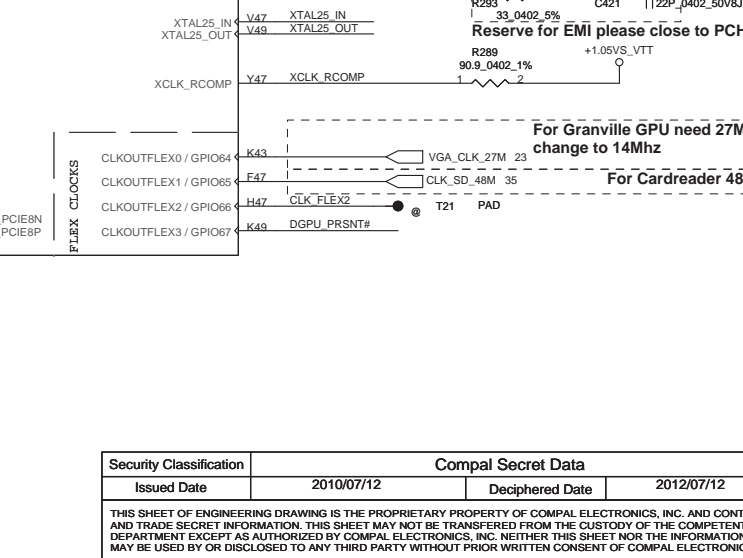 R293
C421
22P_0402_50V8J
33_0402_5%
XTAL25_IN V47 XTAL25_IN
XTAL25_OUT V49 XTAL25_OUT
Reserve for EMI please close to PCH
R289
90.9_0402_1%
+1.05VS_VTT
XCLK_RCOMP Y47 XCLK_RCOMP 1 2
For Granville GPU need 27M
change to 14Mhz
CLKOUTFLEX0 / GPIO64 K43 VGA_CLK_27M 23
CLKOUTFLEX1 / GPIO65 F47 CLK_SD_48M 35 For Cardreader 48
CLKOUTFLEX2 / GPIO66 H47 CLK_FLEX2 @ T21 PAD
CLKOUTFLEX3 / GPIO67 K49 DGPU_PRSNT#
FLEX CLOCKS
_PCIE8N
_PCIE8P
Security Classification Compal Secret Data
Issued Date 2010/07/12 Deciphered Date 2012/07/12
THIS SHEET OF ENGINEERING DRAWING IS THE PROPRIETARY PROPERTY OF COMPAL ELECTRONICS, INC. AND CONT
AND TRADE SECRET INFORMATION. THIS SHEET MAY NOT BE TRANSFERED FROM THE CUSTODY OF THE COMPETENT
DEPARTMENT EXCEPT AS AUTHORIZED BY COMPAL ELECTRONICS, INC. NEITHER THIS SHEET NOR THE INFORMATION
MAY BE USED BY OR DISCLOSED TO ANY THIRD PARTY WITHOUT PRIOR WRITTEN CONSENT OF COMPAL ELECTRONIC